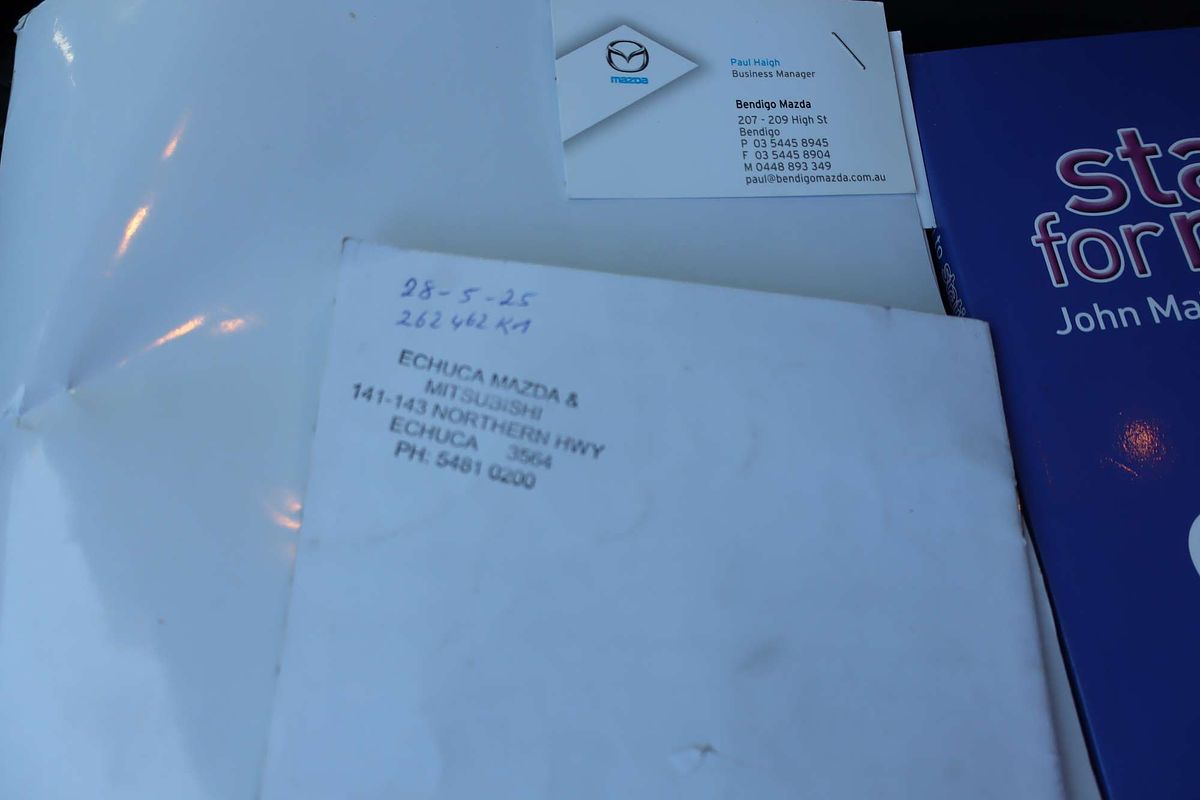 mazda
Paul Haigh
Business Manager
Bendigo Mazda
207 - 209 High St
Bendigo
P 03 5445 8945
F 03 5445 8904
M 0448 893 349
paul@bendigomazda.com.au
28-5-25
262 462 KM
ECHUCA MAZDA &
MITSUBISHI
141-143 NORTHERN HWY
ECHUCA 3564
PH: 5481 0200
sta
for
John Ma
to